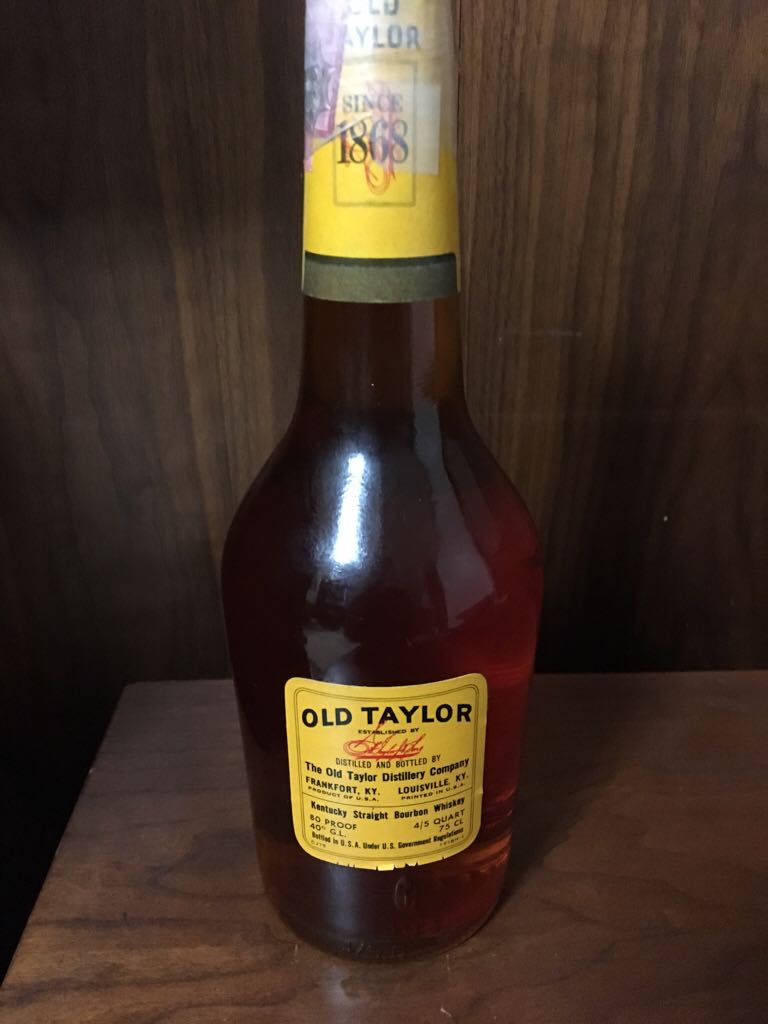 OLD
TAYLOR
SINCE
1868
OLD TAYLOR
ESTABLISHED BY
DISTILLED AND BOTTLED BY
The Old Taylor Distillery Company
FRANKFORT, KY. LOUISVILLE, KY.
PRODUCT OF U.S.A. PRINTED IN U.S.A.
Kentucky Straight Bourbon Whiskey
80 PROOF 4/5 QUART
40° G.L. 75 CL
Bottled in U.S.A. Under U.S. Government Regulations